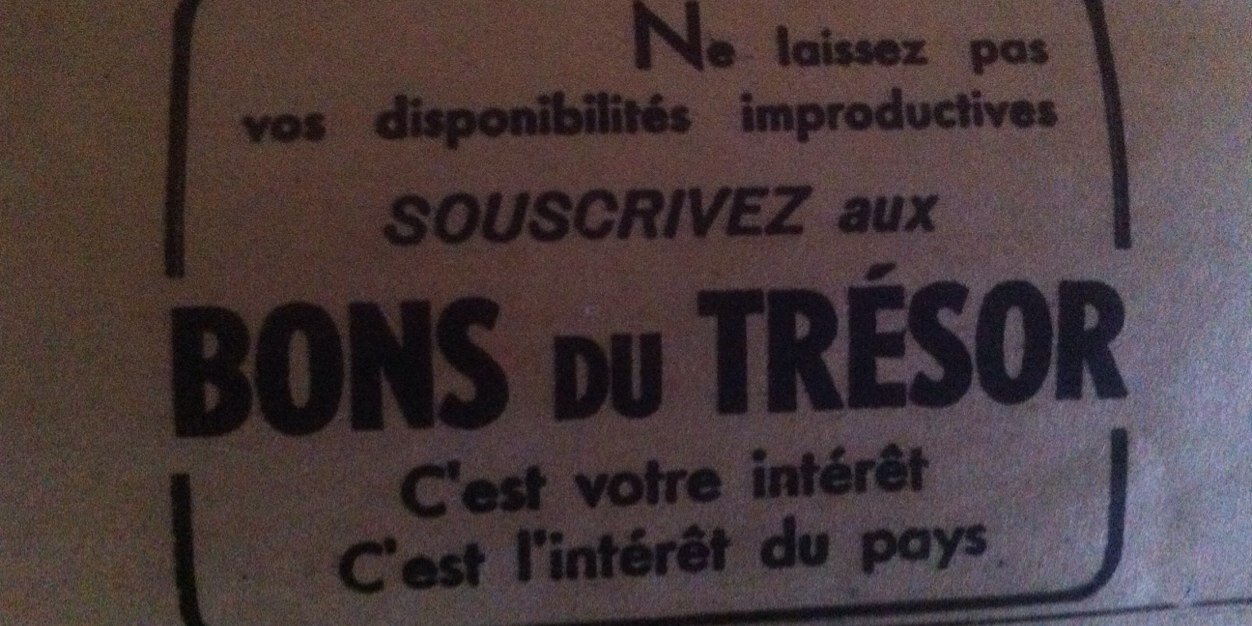 Ne laissez pas
vos disponibilités improductives
SOUSCRIVEZ aux
BONS DU TRÉSOR
C'est votre intérêt
C'est l'intérêt du pays